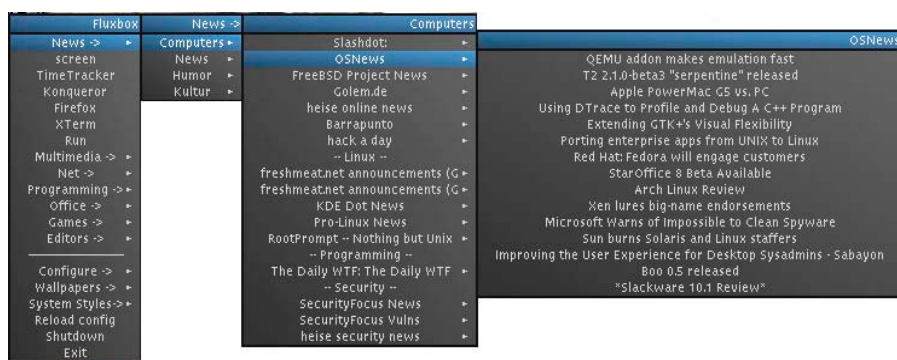 Fluxbox
News ->
screen
TimeTracker
Konqueror
Firefox
XTerm
Run
Multimedia ->
Net ->
Programming ->
Office ->
Games ->
Editors ->
Configure ->
Wallpapers ->
System Styles->
Reload config
Shutdown
Exit
News ->
Computers
News
Humor
Kultur
Computers
Slashdot:
OSNews
FreeBSD Project News
Golem.de
heise online news
Barrapunto
hack a day
-- Linux --
freshmeat.net announcements (G
freshmeat.net announcements (G
KDE Dot News
Pro-Linux News
RootPrompt -- Nothing but Unix
-- Programming --
The Daily WTF: The Daily WTF
-- Security --
SecurityFocus News
SecurityFocus Vulns
heise security news
OSNews
QEMU addon makes emulation fast
T2 2.1.0-beta3 "serpentine" released
Apple PowerMac G5 vs. PC
Using DTrace to Profile and Debug A C++ Program
Extending GTK+'s Visual Flexibility
Porting enterprise apps from UNIX to Linux
Red Hat: Fedora will engage customers
StarOffice 8 Beta Available
Arch Linux Review
Xen lures big-name endorsements
Microsoft Warns of Impossible to Clean Spyware
Sun burns Solaris and Linux staffers
Improving the User Experience for Desktop Sysadmins - Sabayon
Boo 0.5 released
*Slackware 10.1 Review*